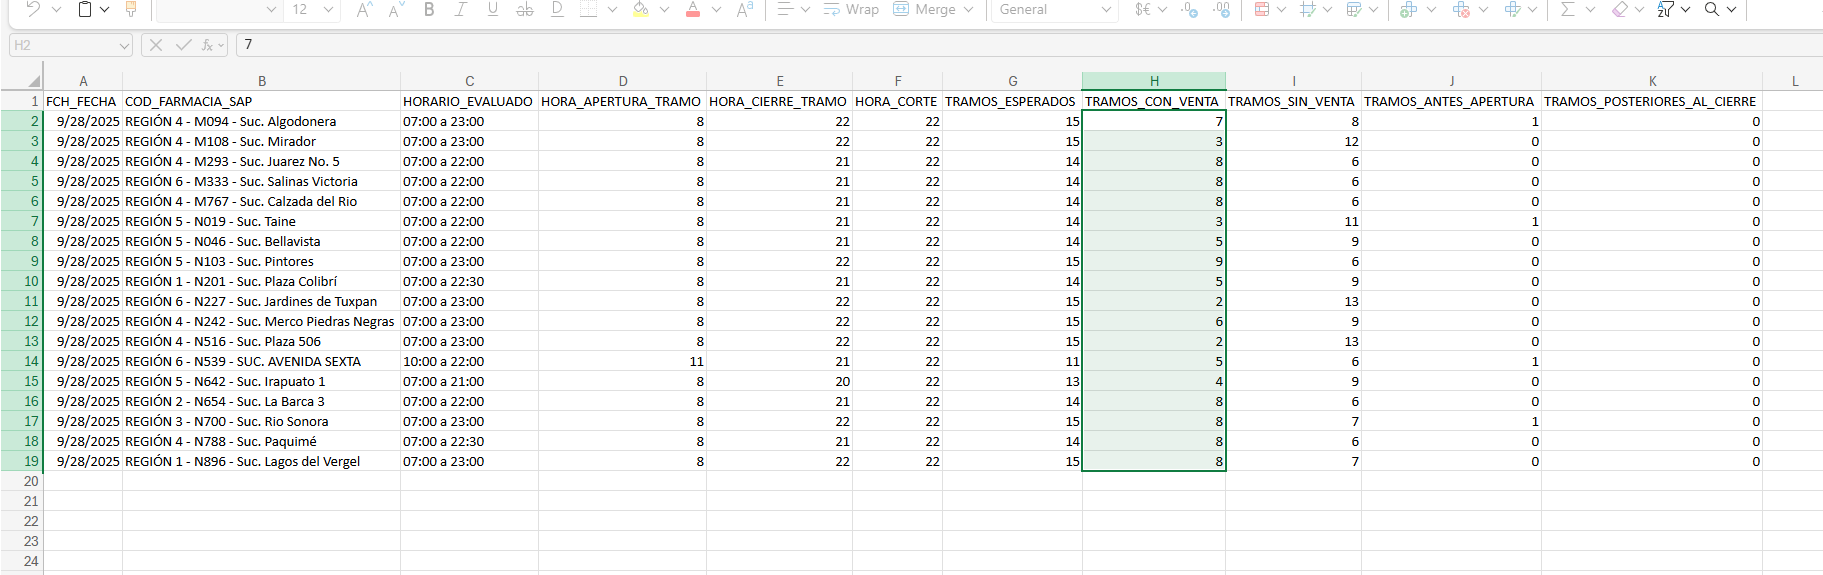 12 A^ A˅ B I U ab D A Aª Wrap Merge General $€ .0 .00 Σ
H2 fx 7
A B C D E F G H I J K L
1 FCH_FECHA COD_FARMACIA_SAP HORARIO_EVALUADO HORA_APERTURA_TRAMO HORA_CIERRE_TRAMO HORA_CORTE TRAMOS_ESPERADOS TRAMOS_CON_VENTA TRAMOS_SIN_VENTA TRAMOS_ANTES_APERTURA TRAMOS_POSTERIORES_AL_CIERRE
2 9/28/2025 REGIÓN 4 - M094 - Suc. Algodonera 07:00 a 23:00 8 22 22 15 7 8 1 0
3 9/28/2025 REGIÓN 4 - M108 - Suc. Mirador 07:00 a 23:00 8 22 22 15 3 12 0 0
4 9/28/2025 REGIÓN 4 - M293 - Suc. Juarez No. 5 07:00 a 22:00 8 21 22 14 8 6 0 0
5 9/28/2025 REGIÓN 6 - M333 - Suc. Salinas Victoria 07:00 a 22:00 8 21 22 14 8 6 0 0
6 9/28/2025 REGIÓN 4 - M767 - Suc. Calzada del Rio 07:00 a 22:00 8 21 22 14 8 6 0 0
7 9/28/2025 REGIÓN 5 - N019 - Suc. Taine 07:00 a 22:00 8 21 22 14 3 11 1 0
8 9/28/2025 REGIÓN 5 - N046 - Suc. Bellavista 07:00 a 22:00 8 21 22 14 5 9 0 0
9 9/28/2025 REGIÓN 5 - N103 - Suc. Pintores 07:00 a 23:00 8 22 22 15 9 6 0 0
10 9/28/2025 REGIÓN 1 - N201 - Suc. Plaza Colibrí 07:00 a 22:30 8 21 22 14 5 9 0 0
11 9/28/2025 REGIÓN 6 - N227 - Suc. Jardines de Tuxpan 07:00 a 23:00 8 22 22 15 2 13 0 0
12 9/28/2025 REGIÓN 4 - N242 - Suc. Merco Piedras Negras 07:00 a 23:00 8 22 22 15 6 9 0 0
13 9/28/2025 REGIÓN 4 - N516 - Suc. Plaza 506 07:00 a 23:00 8 22 22 15 2 13 0 0
14 9/28/2025 REGIÓN 6 - N539 - SUC. AVENIDA SEXTA 10:00 a 22:00 11 21 22 11 5 6 1 0
15 9/28/2025 REGIÓN 5 - N642 - Suc. Irapuato 1 07:00 a 21:00 8 20 22 13 4 9 0 0
16 9/28/2025 REGIÓN 2 - N654 - Suc. La Barca 3 07:00 a 22:00 8 21 22 14 8 6 0 0
17 9/28/2025 REGIÓN 3 - N700 - Suc. Rio Sonora 07:00 a 23:00 8 22 22 15 8 7 1 0
18 9/28/2025 REGIÓN 4 - N788 - Suc. Paquimé 07:00 a 22:30 8 21 22 14 8 6 0 0
19 9/28/2025 REGIÓN 1 - N896 - Suc. Lagos del Vergel 07:00 a 23:00 8 22 22 15 8 7 0 0
20
21
22
23
24